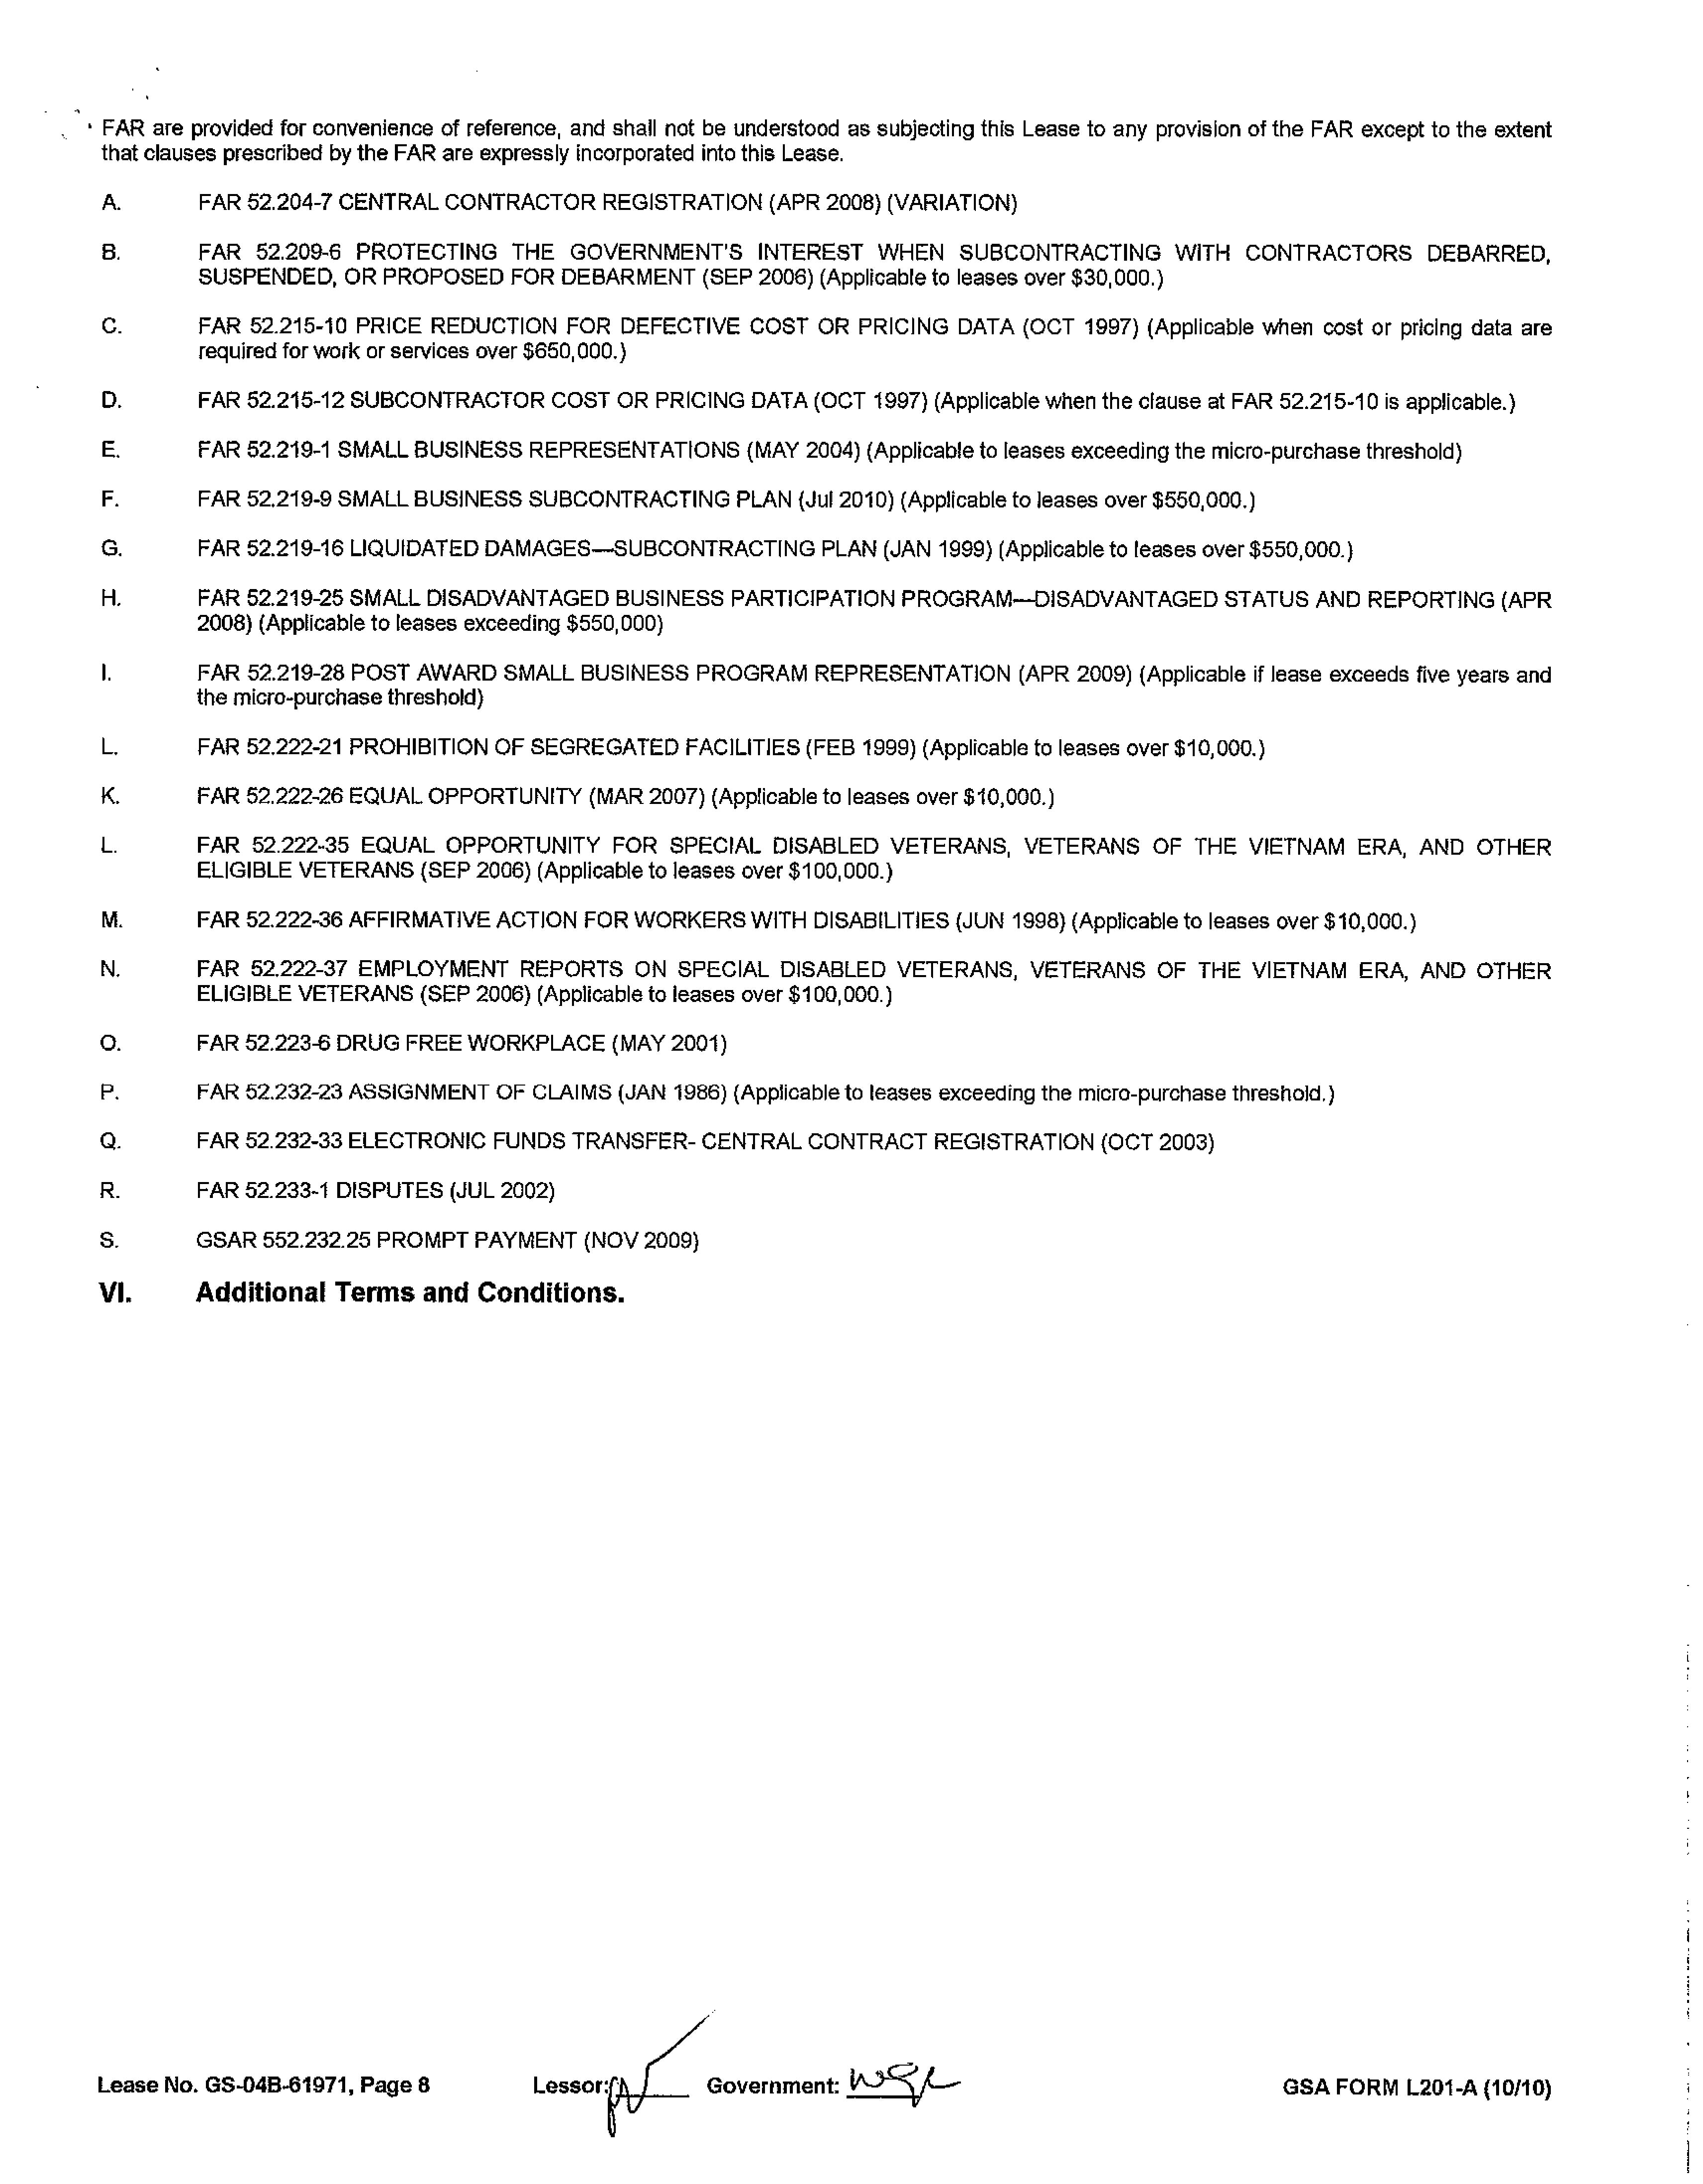 FAR are provided for convenience of reference, and shall not be understood as subjecting this Lease to any provision of the FAR except to the extent
that clauses prescribed by the FAR are expressly incorporated into this Lease.
A. FAR 52.204-7 CENTRAL CONTRACTOR REGISTRATION (APR 2008) (VARIATION)
B. FAR 52.209-6 PROTECTING THE GOVERNMENT'S INTEREST WHEN SUBCONTRACTING WITH CONTRACTORS DEBARRED,
SUSPENDED, OR PROPOSED FOR DEBARMENT (SEP 2006) (Applicable to leases over $30,000.)
C. FAR 52.215-10 PRICE REDUCTION FOR DEFECTIVE COST OR PRICING DATA (OCT 1997) (Applicable when cost or pricing data are
required for work or services over $650,000.)
D. FAR 52.215-12 SUBCONTRACTOR COST OR PRICING DATA (OCT 1997) (Applicable when the clause at FAR 52.215-10 is applicable.)
E. FAR 52.219-1 SMALL BUSINESS REPRESENTATIONS (MAY 2004) (Applicable to leases exceeding the micro-purchase threshold)
F. FAR 52.219-9 SMALL BUSINESS SUBCONTRACTING PLAN (Jul 2010) (Applicable to leases over $550,000.)
G. FAR 52.219-16 LIQUIDATED DAMAGES—SUBCONTRACTING PLAN (JAN 1999) (Applicable to leases over $550,000.)
H. FAR 52.219-25 SMALL DISADVANTAGED BUSINESS PARTICIPATION PROGRAM—DISADVANTAGED STATUS AND REPORTING (APR
2008) (Applicable to leases exceeding $550,000)
I. FAR 52.219-28 POST AWARD SMALL BUSINESS PROGRAM REPRESENTATION (APR 2009) (Applicable if lease exceeds five years and
the micro-purchase threshold)
L. FAR 52.222-21 PROHIBITION OF SEGREGATED FACILITIES (FEB 1999) (Applicable to leases over $10,000.)
K. FAR 52.222-26 EQUAL OPPORTUNITY (MAR 2007) (Applicable to leases over $10,000.)
L. FAR 52.222-35 EQUAL OPPORTUNITY FOR SPECIAL DISABLED VETERANS, VETERANS OF THE VIETNAM ERA, AND OTHER
ELIGIBLE VETERANS (SEP 2006) (Applicable to leases over $100,000.)
M. FAR 52.222-36 AFFIRMATIVE ACTION FOR WORKERS WITH DISABILITIES (JUN 1998) (Applicable to leases over $10,000.)
N. FAR 52.222-37 EMPLOYMENT REPORTS ON SPECIAL DISABLED VETERANS, VETERANS OF THE VIETNAM ERA, AND OTHER
ELIGIBLE VETERANS (SEP 2006) (Applicable to leases over $100,000.)
O. FAR 52.223-6 DRUG FREE WORKPLACE (MAY 2001)
P. FAR 52.232-23 ASSIGNMENT OF CLAIMS (JAN 1986) (Applicable to leases exceeding the micro-purchase threshold.)
Q. FAR 52.232-33 ELECTRONIC FUNDS TRANSFER- CENTRAL CONTRACT REGISTRATION (OCT 2003)
R. FAR 52.233-1 DISPUTES (JUL 2002)
S. GSAR 552.232.25 PROMPT PAYMENT (NOV 2009)
VI. Additional Terms and Conditions.
Lease No. GS-04B-61971, Page 8 Lessor: Government: GSA FORM L201-A (10/10)